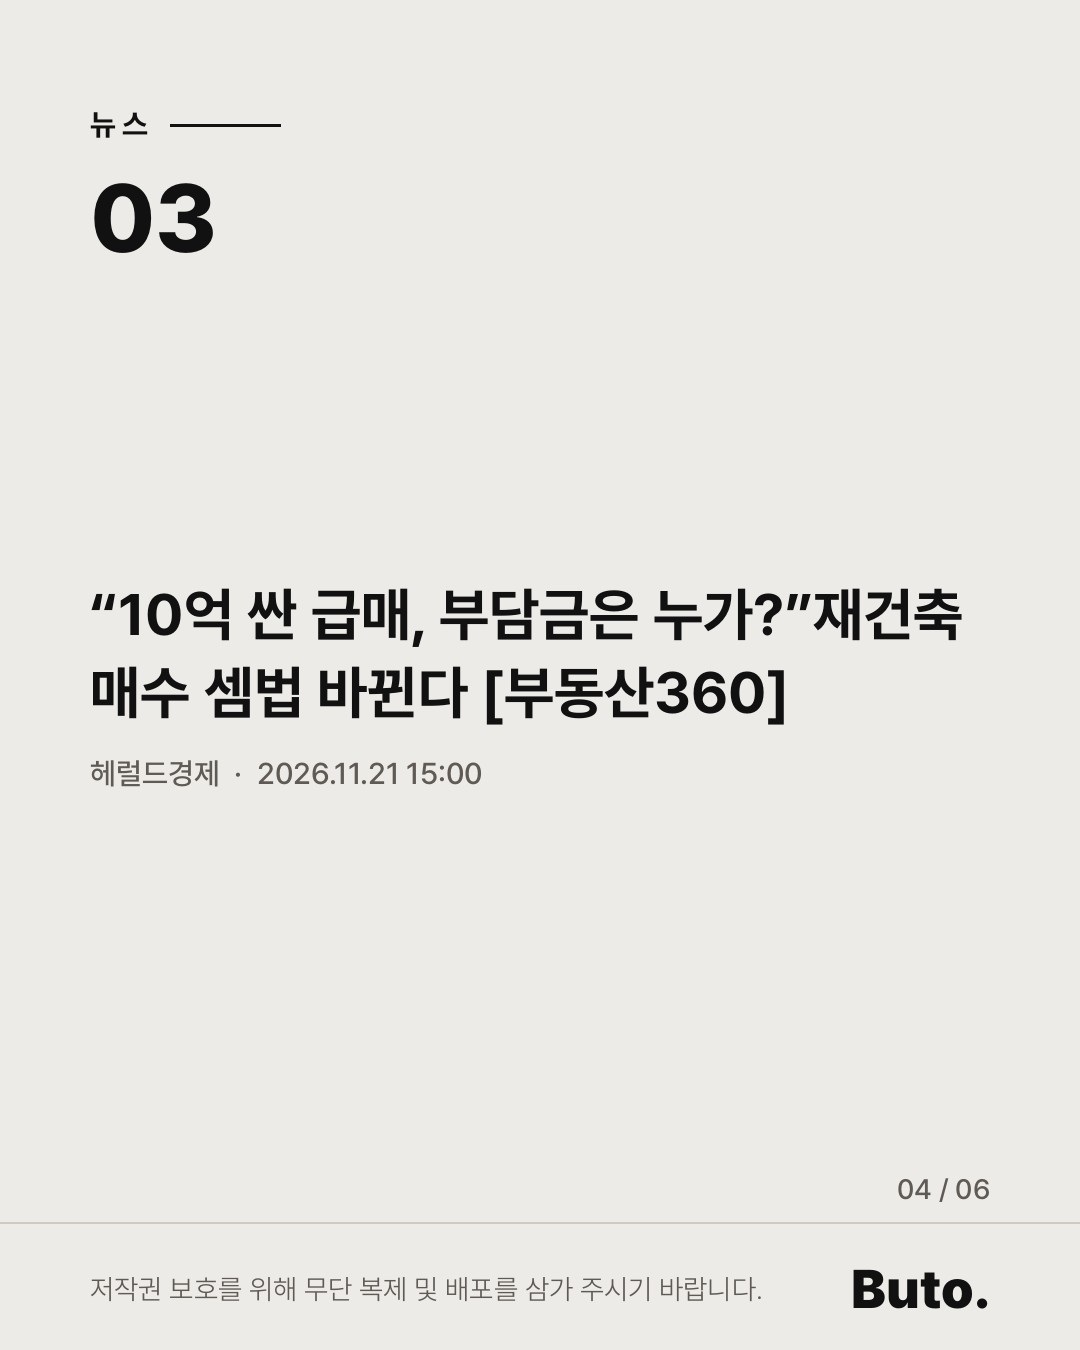 뉴스
03
“10억 싼 급매, 부담금은 누가?”재건축
매수 셈법 바뀐다 [부동산360]
헤럴드경제 · 2026.11.21 15:00
04 / 06
저작권 보호를 위해 무단 복제 및 배포를 삼가 주시기 바랍니다.
Buto.